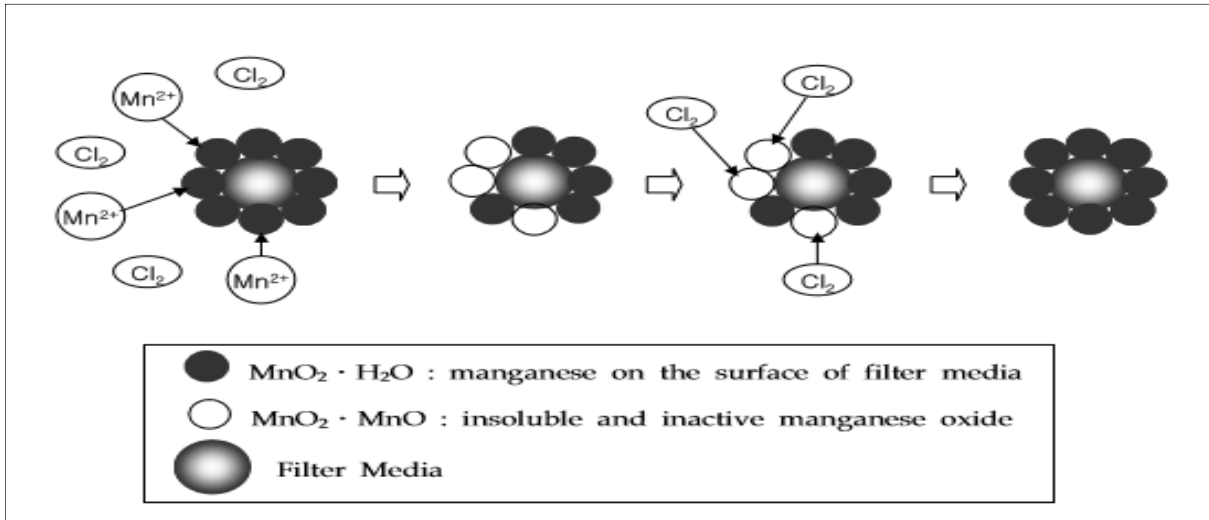 Cl₂
Mn²⁺
Cl₂
Mn²⁺
Cl₂
Mn²⁺
Cl₂
Cl₂
Cl₂
MnO₂ · H₂O : manganese on the surface of filter media
MnO₂ · MnO : insoluble and inactive manganese oxide
Filter Media